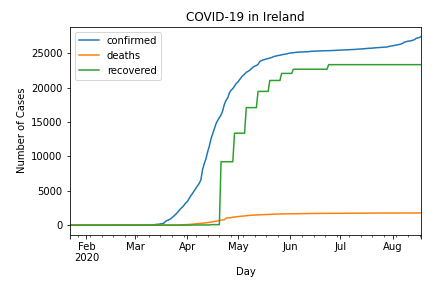 COVID-19 in Ireland
confirmed
deaths
recovered
Number of Cases
25000
20000
15000
10000
5000
0
Feb Mar Apr May Jun Jul Aug
2020
Day